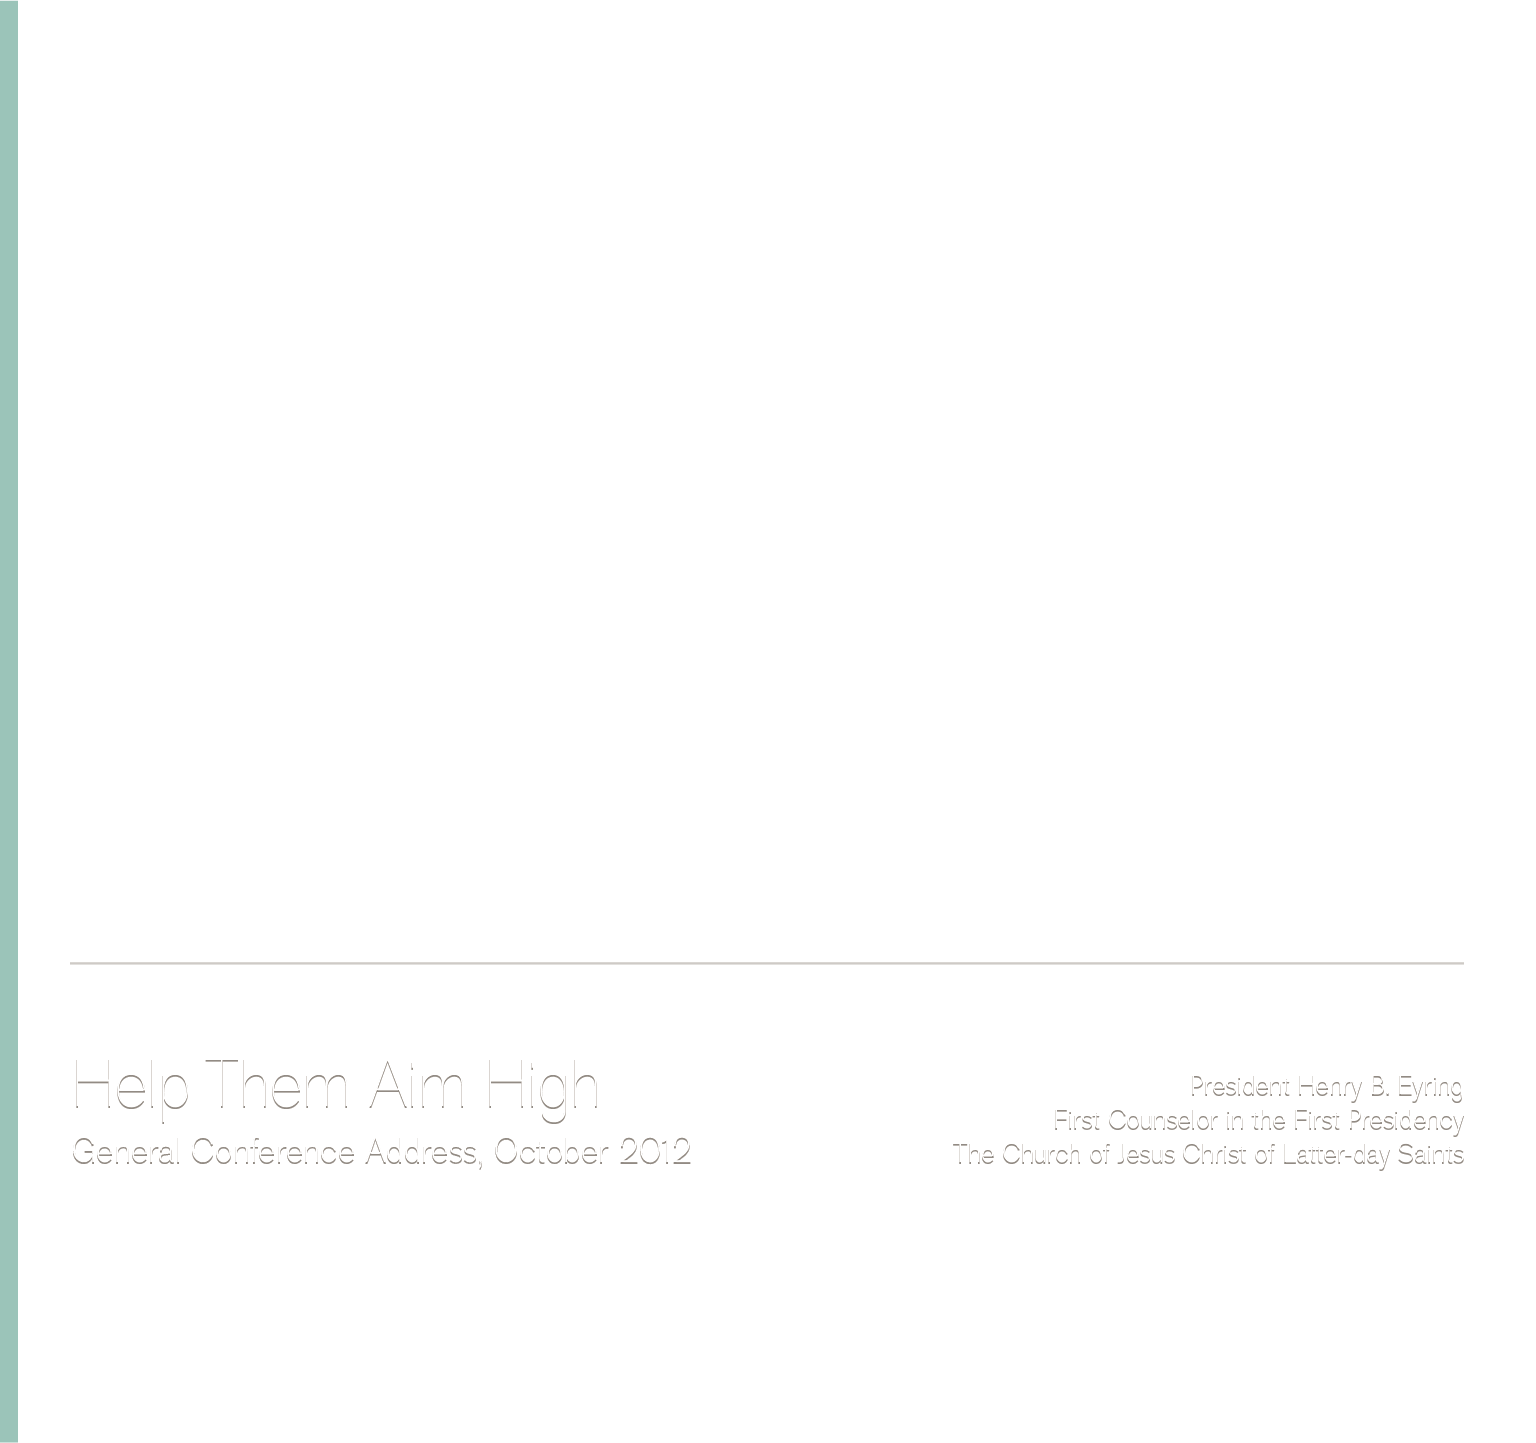 Help Them Aim High
General Conference Address, October 2012
President Henry B. Eyring
First Counselor in the First Presidency
The Church of Jesus Christ of Latter-day Saints